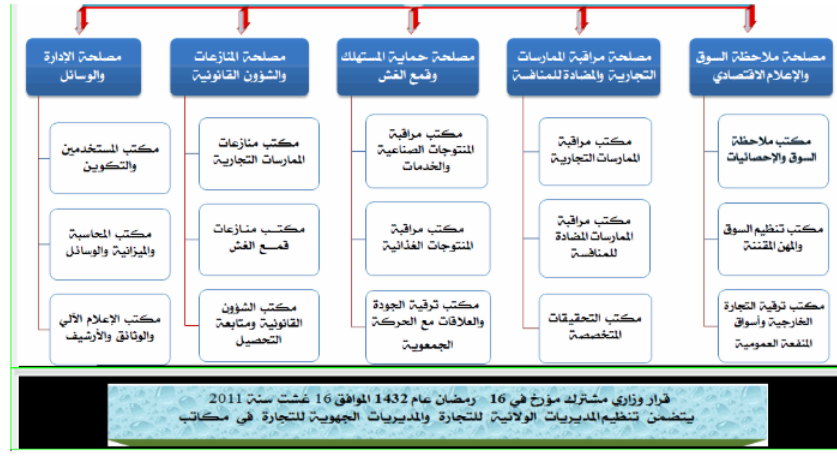 مصلحة ملاحظة السوق
والإعلام الاقتصادي
مكتب ملاحظة
السوق والإحصائيات
مكتب تنظيم السوق
والمهن المقننة
مكتب ترقية التجارة
الخارجية وأسواق
المنفعة العمومية
مصلحة مراقبة الممارسات
التجارية والمضادة للمنافسة
مكتب مراقبة
الممارسات التجارية
مكتب مراقبة
الممارسات المضادة
للمنافسة
مكتب التحقيقات
المتخصصة
مصلحة حماية المستهلك
وقمع الغش
مكتب مراقبة
المنتوجات الصناعية
والخدمات
مكتب مراقبة
المنتوجات الغذائية
مكتب ترقية الجودة
والعلاقات مع الحركة
الجمعوية
مصلحة المنازعات
والشؤون القانونية
مكتب منازعات
الممارسات التجارية
مكتب منازعات
قمع الغش
مكتب الشؤون
القانونية ومتابعة
التحصيل
مصلحة الإدارة
والوسائل
مكتب المستخدمين
والتكوين
مكتب المحاسبة
والميزانية والوسائل
مكتب الإعلام الآلي
والوثائق والأرشيف
قرار وزاري مشترك مؤرخ في 16 رمضان عام 1432 الموافق 16 غشت سنة 2011
يتضمن تنظيم المديريات الولائية للتجارة والمديريات الجهوية للتجارة في مكاتب